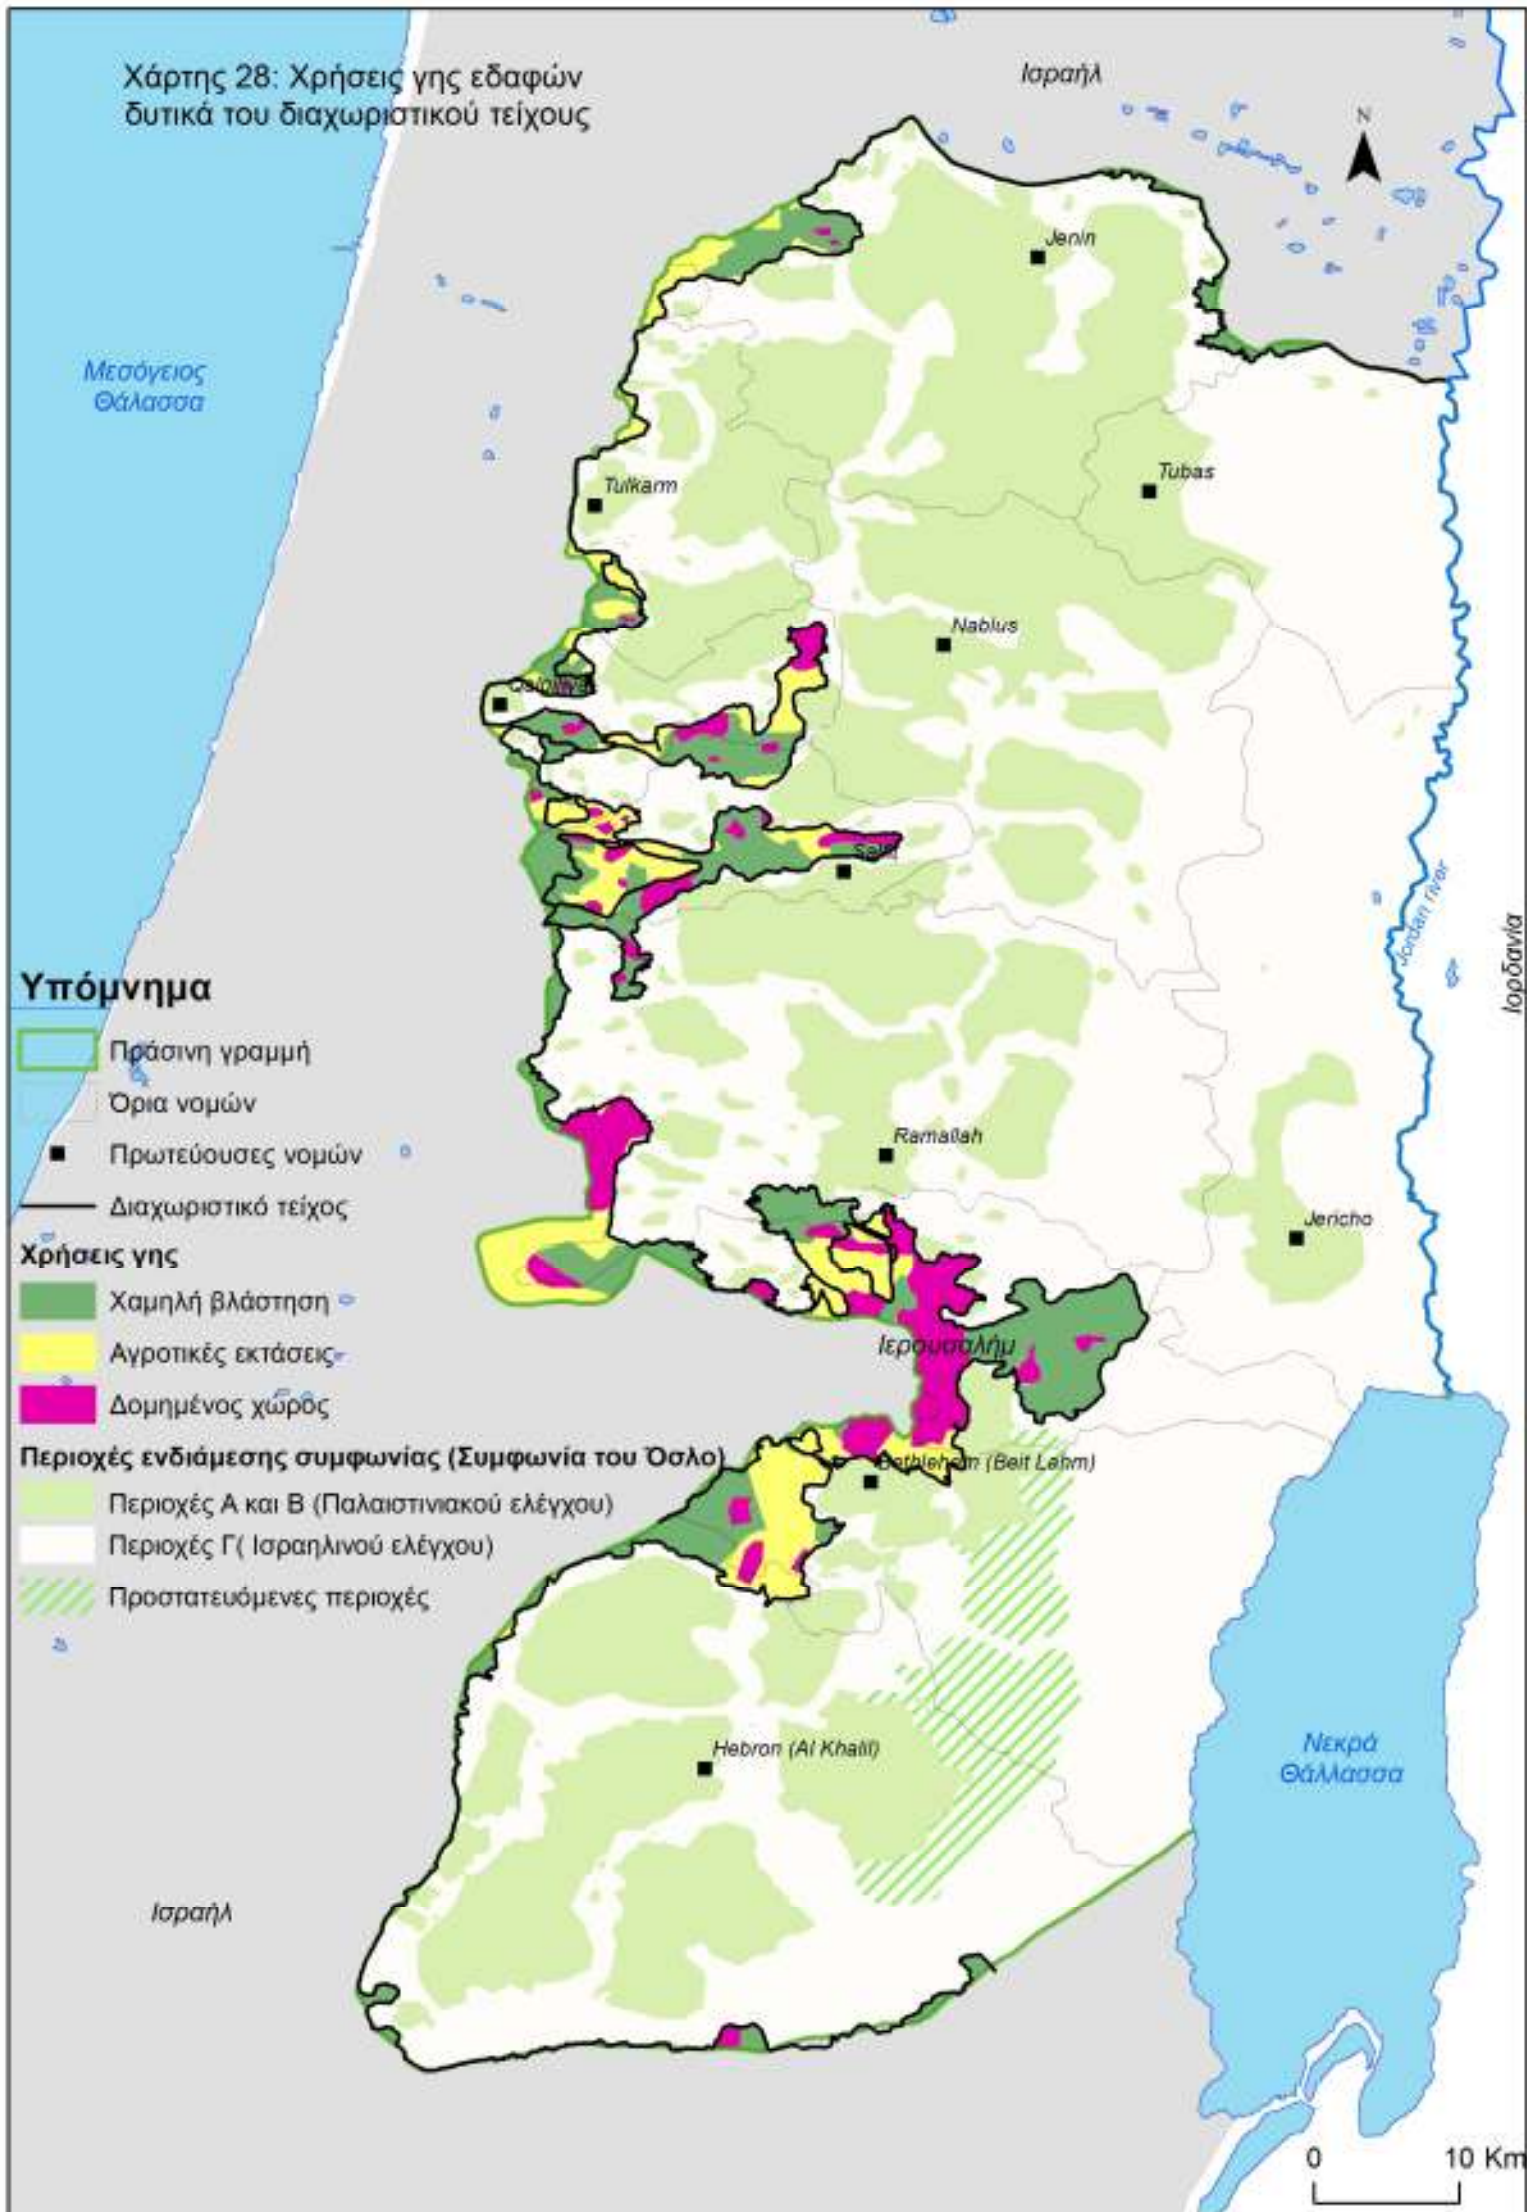 Χάρτης 28: Χρήσεις γης εδαφών
δυτικά του διαχωριστικού τείχους
Ισραήλ
N
Jenin
Μεσόγειος
Θάλασσα
Tulkarm
Tubas
Nablus
Qalqiliya
Salfit
Jordan river
Ιορδανία
Υπόμνημα
Πράσινη γραμμή
Όρια νομών
Πρωτεύουσες νομών
Διαχωριστικό τείχος
Χρήσεις γης
Χαμηλή βλάστηση
Αγροτικές εκτάσεις
Δομημένος χώρος
Περιοχές ενδιάμεσης συμφωνίας (Συμφωνία του Όσλο)
Περιοχές Α και Β (Παλαιστινιακού ελέγχου)
Περιοχές Γ( Ισραηλινού ελέγχου)
Προστατευόμενες περιοχές
Ramallah
Jericho
Ιερουσαλήμ
Bethlehem (Beit Lahm)
Hebron (Al Khalil)
Νεκρά
Θάλλασσα
Ισραήλ
0 10 Km